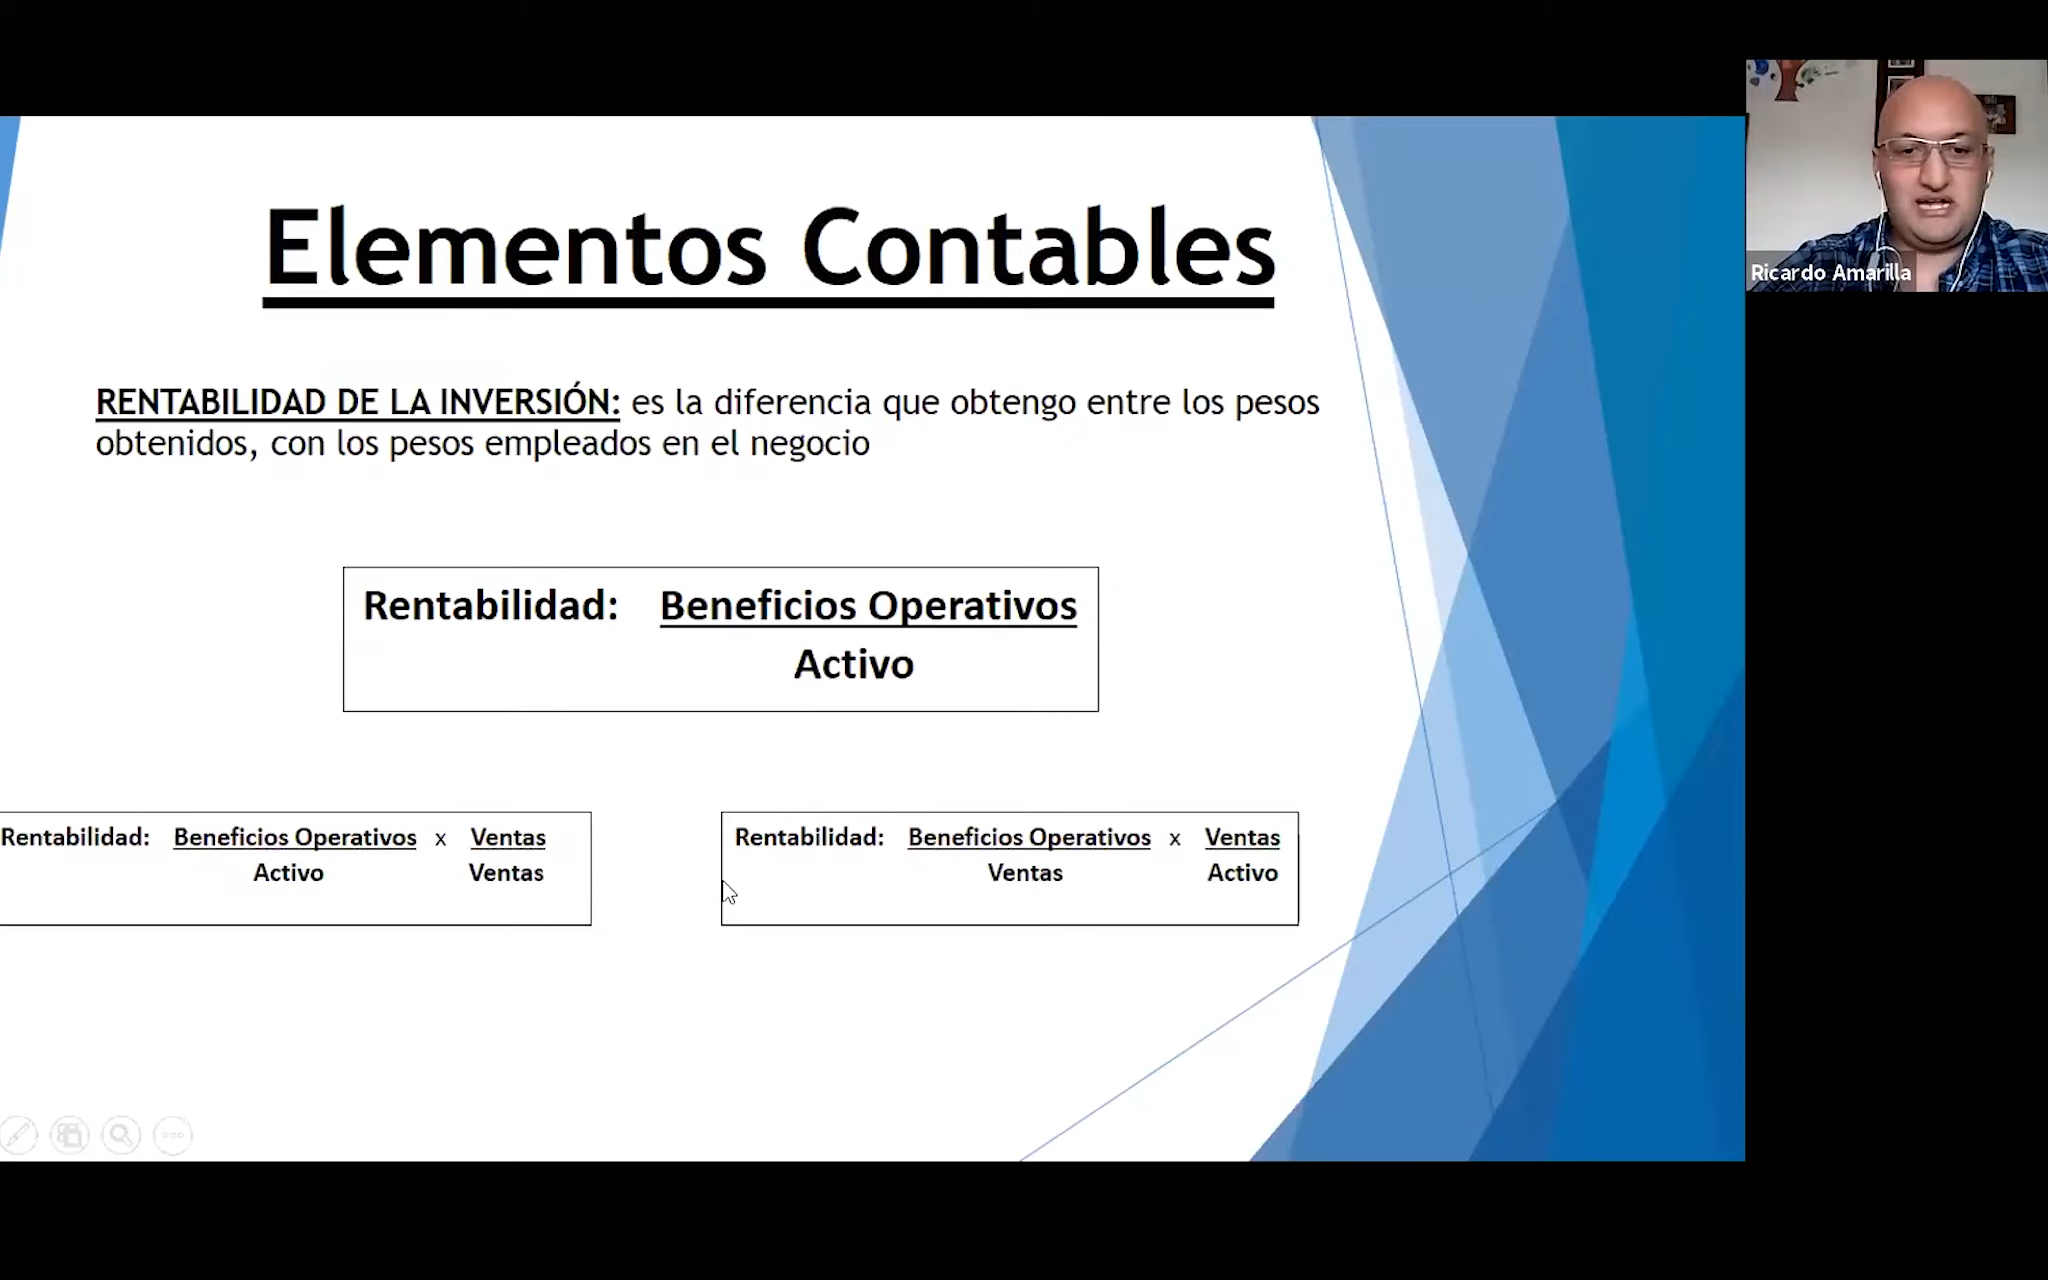 Elementos Contables
RENTABILIDAD DE LA INVERSIÓN: es la diferencia que obtengo entre los pesos
obtenidos, con los pesos empleados en el negocio
Rentabilidad: Beneficios Operativos
Activo
Rentabilidad: Beneficios Operativos x Ventas
Activo Ventas
Rentabilidad: Beneficios Operativos x Ventas
Ventas Activo
Ricardo Amarilla